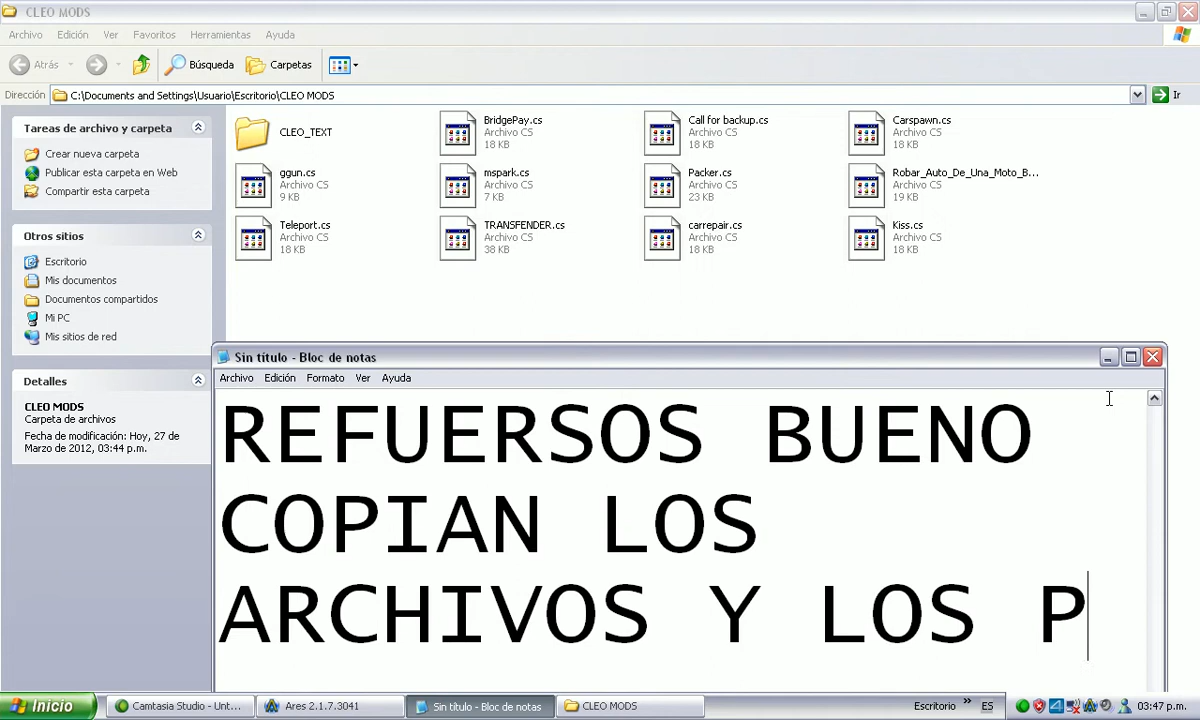 CLEO MODS
Archivo Edición Ver Favoritos Herramientas Ayuda
Atrás Búsqueda Carpetas
Dirección C:\Documents and Settings\Usuario\Escritorio\CLEO MODS Ir
Tareas de archivo y carpeta
Crear nueva carpeta
Publicar esta carpeta en Web
Compartir esta carpeta
Otros sitios
Escritorio
Mis documentos
Documentos compartidos
Mi PC
Mis sitios de red
Detalles
CLEO MODS
Carpeta de archivos
Fecha de modificación: Hoy, 27 de
Marzo de 2012, 03:44 p.m.
CLEO_TEXT
BridgePay.cs
Archivo CS
18 KB
Call for backup.cs
Archivo CS
18 KB
Carspawn.cs
Archivo CS
18 KB
ggun.cs
Archivo CS
9 KB
mspark.cs
Archivo CS
7 KB
Packer.cs
Archivo CS
23 KB
Robar_Auto_De_Una_Moto_B...
Archivo CS
19 KB
Teleport.cs
Archivo CS
18 KB
TRANSFENDER.cs
Archivo CS
38 KB
carrepair.cs
Archivo CS
18 KB
Kiss.cs
Archivo CS
18 KB
Sin título - Bloc de notas
Archivo Edición Formato Ver Ayuda
REFUERSOS BUENO
COPIAN LOS
ARCHIVOS Y LOS P
Inicio Camtasia Studio - Unt... Ares 2.1.7.3041 Sin título - Bloc de notas CLEO MODS Escritorio » ES 03:47 p.m.